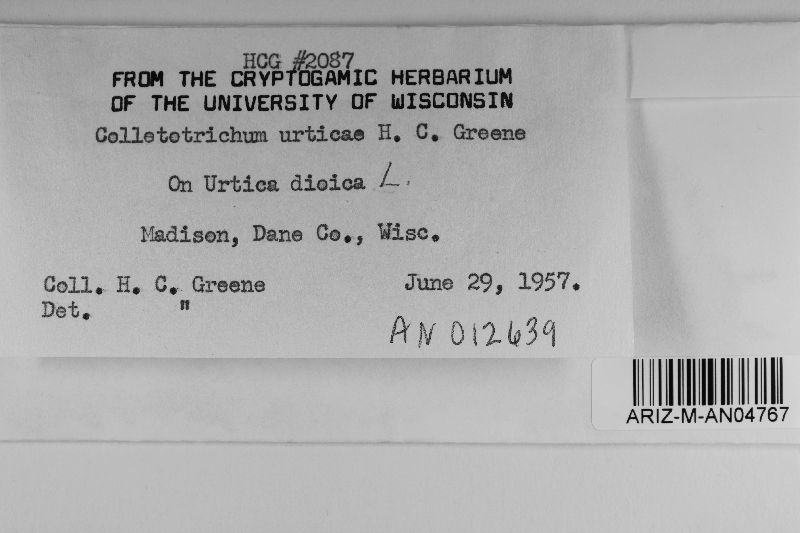 HCG #2087
FROM THE CRYPTOGAMIC HERBARIUM
OF THE UNIVERSITY OF WISCONSIN
Colletotrichum urticae H. C. Greene
On Urtica dioica L.
Madison, Dane Co., Wisc.
Coll. H. C. Greene June 29, 1957.
Det. "
AN 012639
ARIZ-M-AN04767